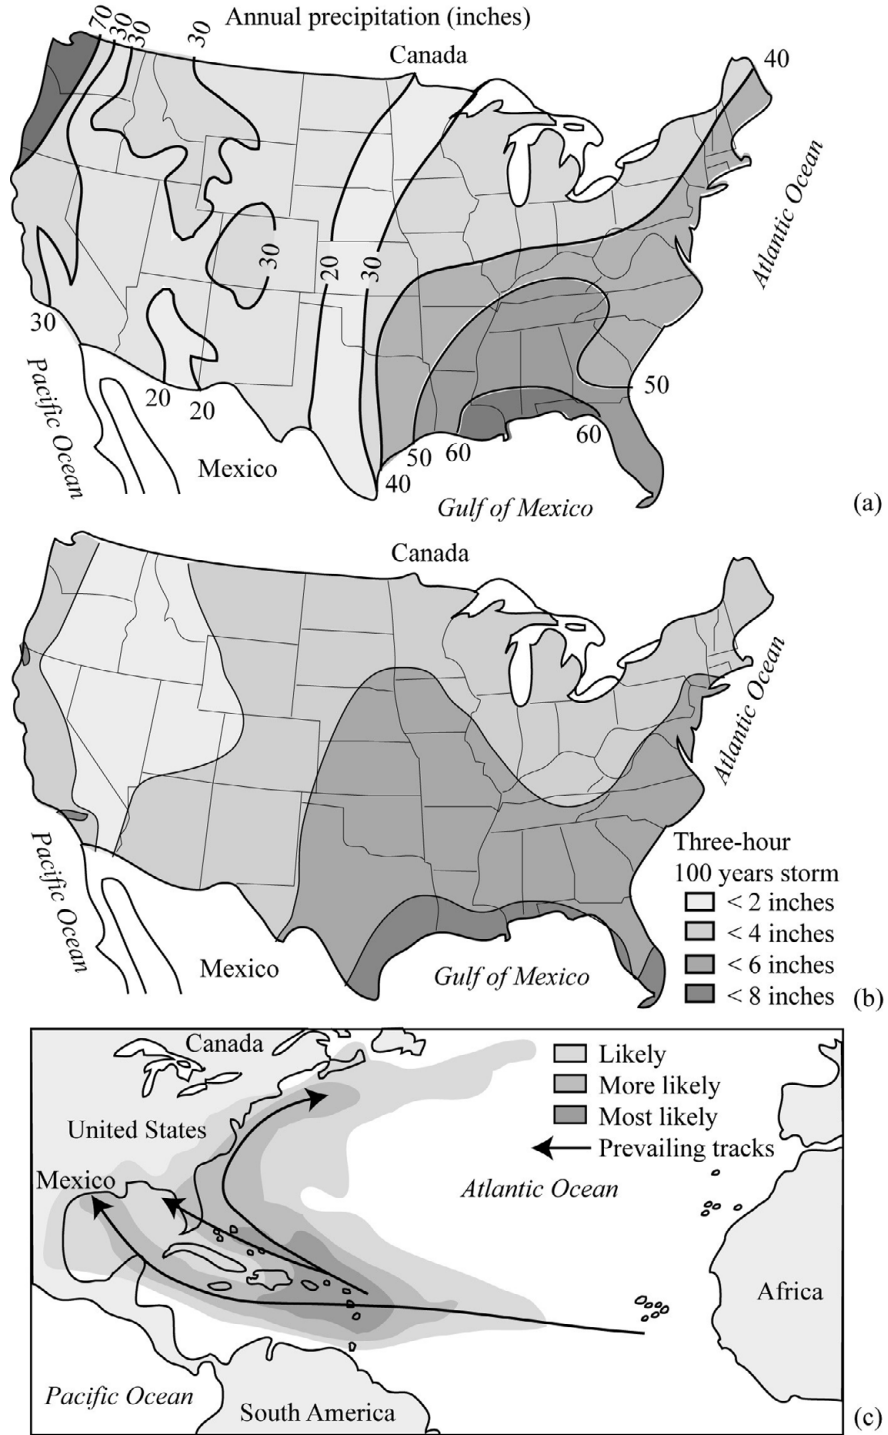 Annual precipitation (inches)
70
30
30
30
Canada
40
Atlantic Ocean
30
20
30
30
Pacific Ocean
20
20
Mexico
50
60
50
60
40
Gulf of Mexico
(a)
Canada
Atlantic Ocean
Pacific Ocean
Mexico
Gulf of Mexico
Three-hour
100 years storm
< 2 inches
< 4 inches
< 6 inches
< 8 inches
(b)
Canada
Likely
More likely
Most likely
Prevailing tracks
United States
Mexico
Atlantic Ocean
Africa
Pacific Ocean
South America
(c)